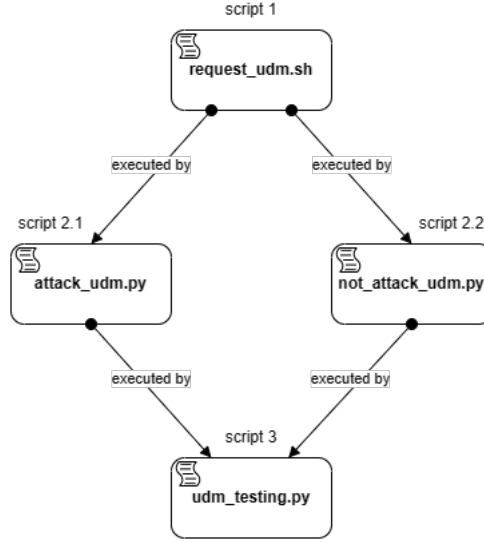 script 1
request_udm.sh
executed by
executed by
script 2.1
script 2.2
attack_udm.py
not_attack_udm.py
executed by
executed by
script 3
udm_testing.py